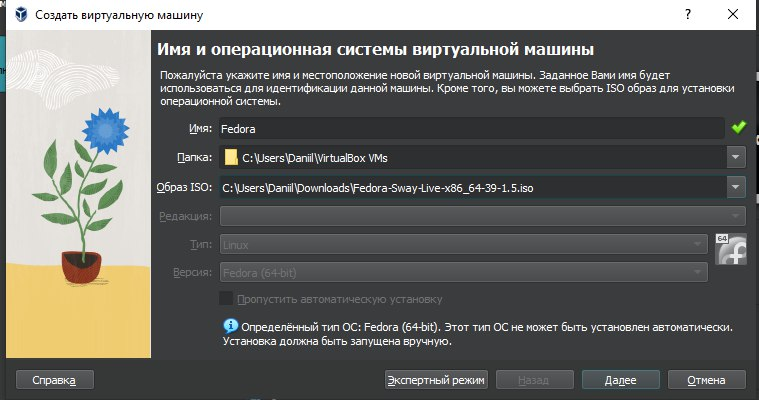 Создать виртуальную машину
Имя и операционная системы виртуальной машины
Пожалуйста укажите имя и местоположение новой виртуальной машины. Заданное Вами имя будет
использоваться для идентификации данной машины. Кроме того, вы можете выбрать ISO образ для установки
операционной системы.
Имя: Fedora
Папка: C:\Users\Daniil\VirtualBox VMs
Образ ISO: C:\Users\Daniil\Downloads\Fedora-Sway-Live-x86_64-39-1.5.iso
Редакция:
Тип: Linux
64
Версия: Fedora (64-bit)
Пропустить автоматическую установку
Определённый тип ОС: Fedora (64-bit). Этот тип ОС не может быть установлен автоматически.
Установка должна быть запущена вручную.
Справка Экспертный режим Назад Далее Отмена